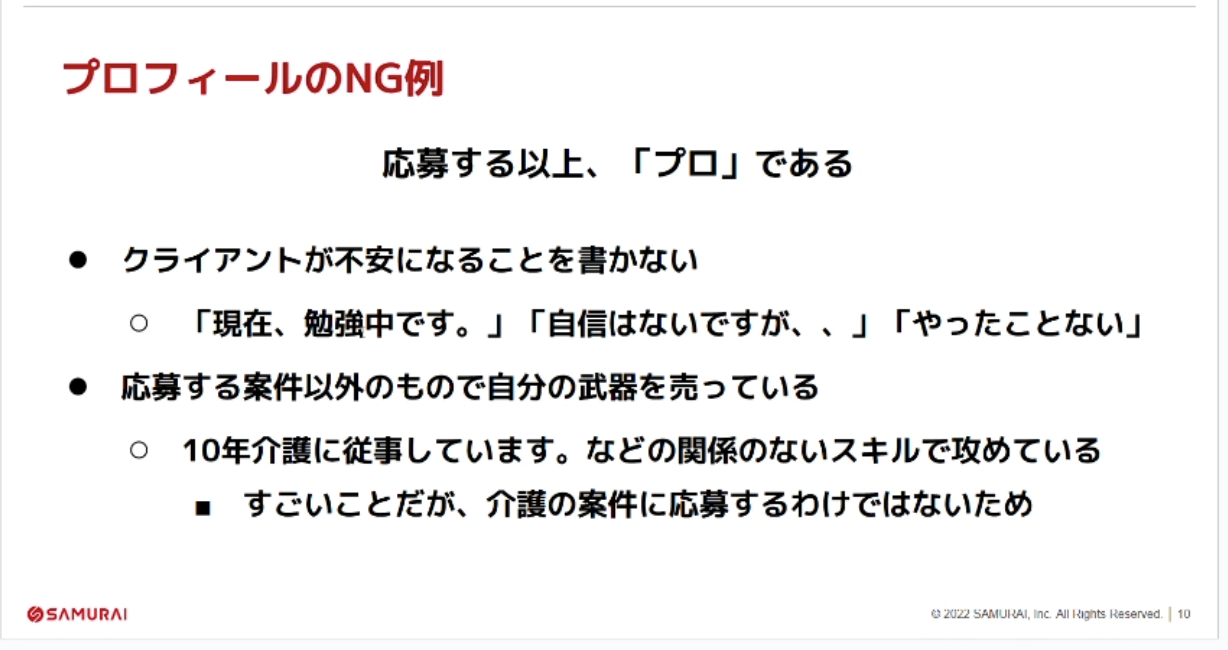 プロフィールのNG例
応募する以上、「プロ」である
● クライアントが不安になることを書かない
○ 「現在、勉強中です。」「自信はないですが、、」「やったことない」
● 応募する案件以外のもので自分の武器を売っている
○ 10年介護に従事しています。などの関係のないスキルで攻めている
■ すごいことだが、介護の案件に応募するわけではないため
SAMURAI
© 2022 SAMURAI, Inc. All Rights Reserved. | 10